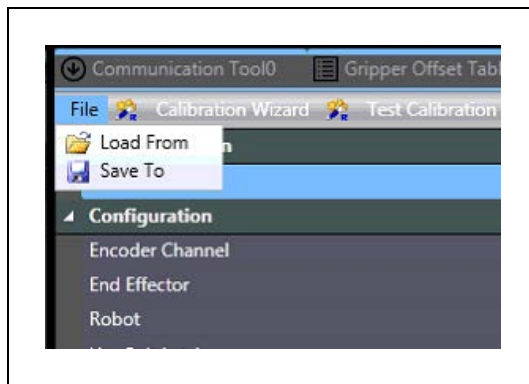 Communication Tool0 Gripper Offset Tabl
File Calibration Wizard Test Calibration
Load From
Save To
Configuration
Encoder Channel
End Effector
Robot